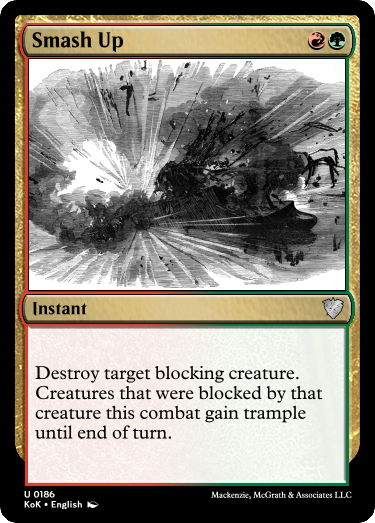 Smash Up
Instant
Destroy target blocking creature.
Creatures that were blocked by that
creature this combat gain trample
until end of turn.
U 0186
KoK • English
Mackenzie, McGrath & Associates LLC